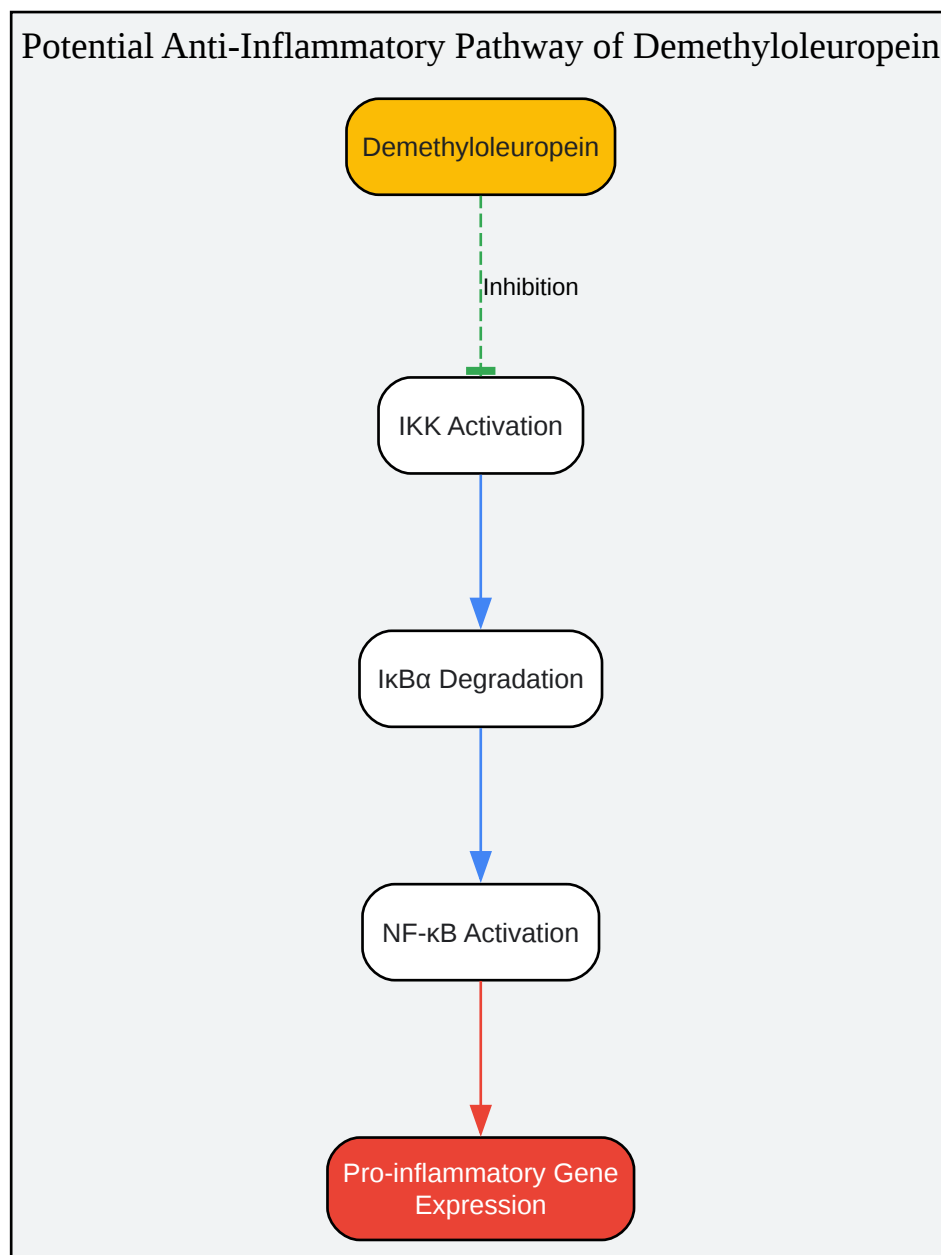 Potential Anti-Inflammatory Pathway of Demethyloleuropein
Demethyloleuropein
Inhibition
IKK Activation
IκBα Degradation
NF-κB Activation
Pro-inflammatory Gene
Expression